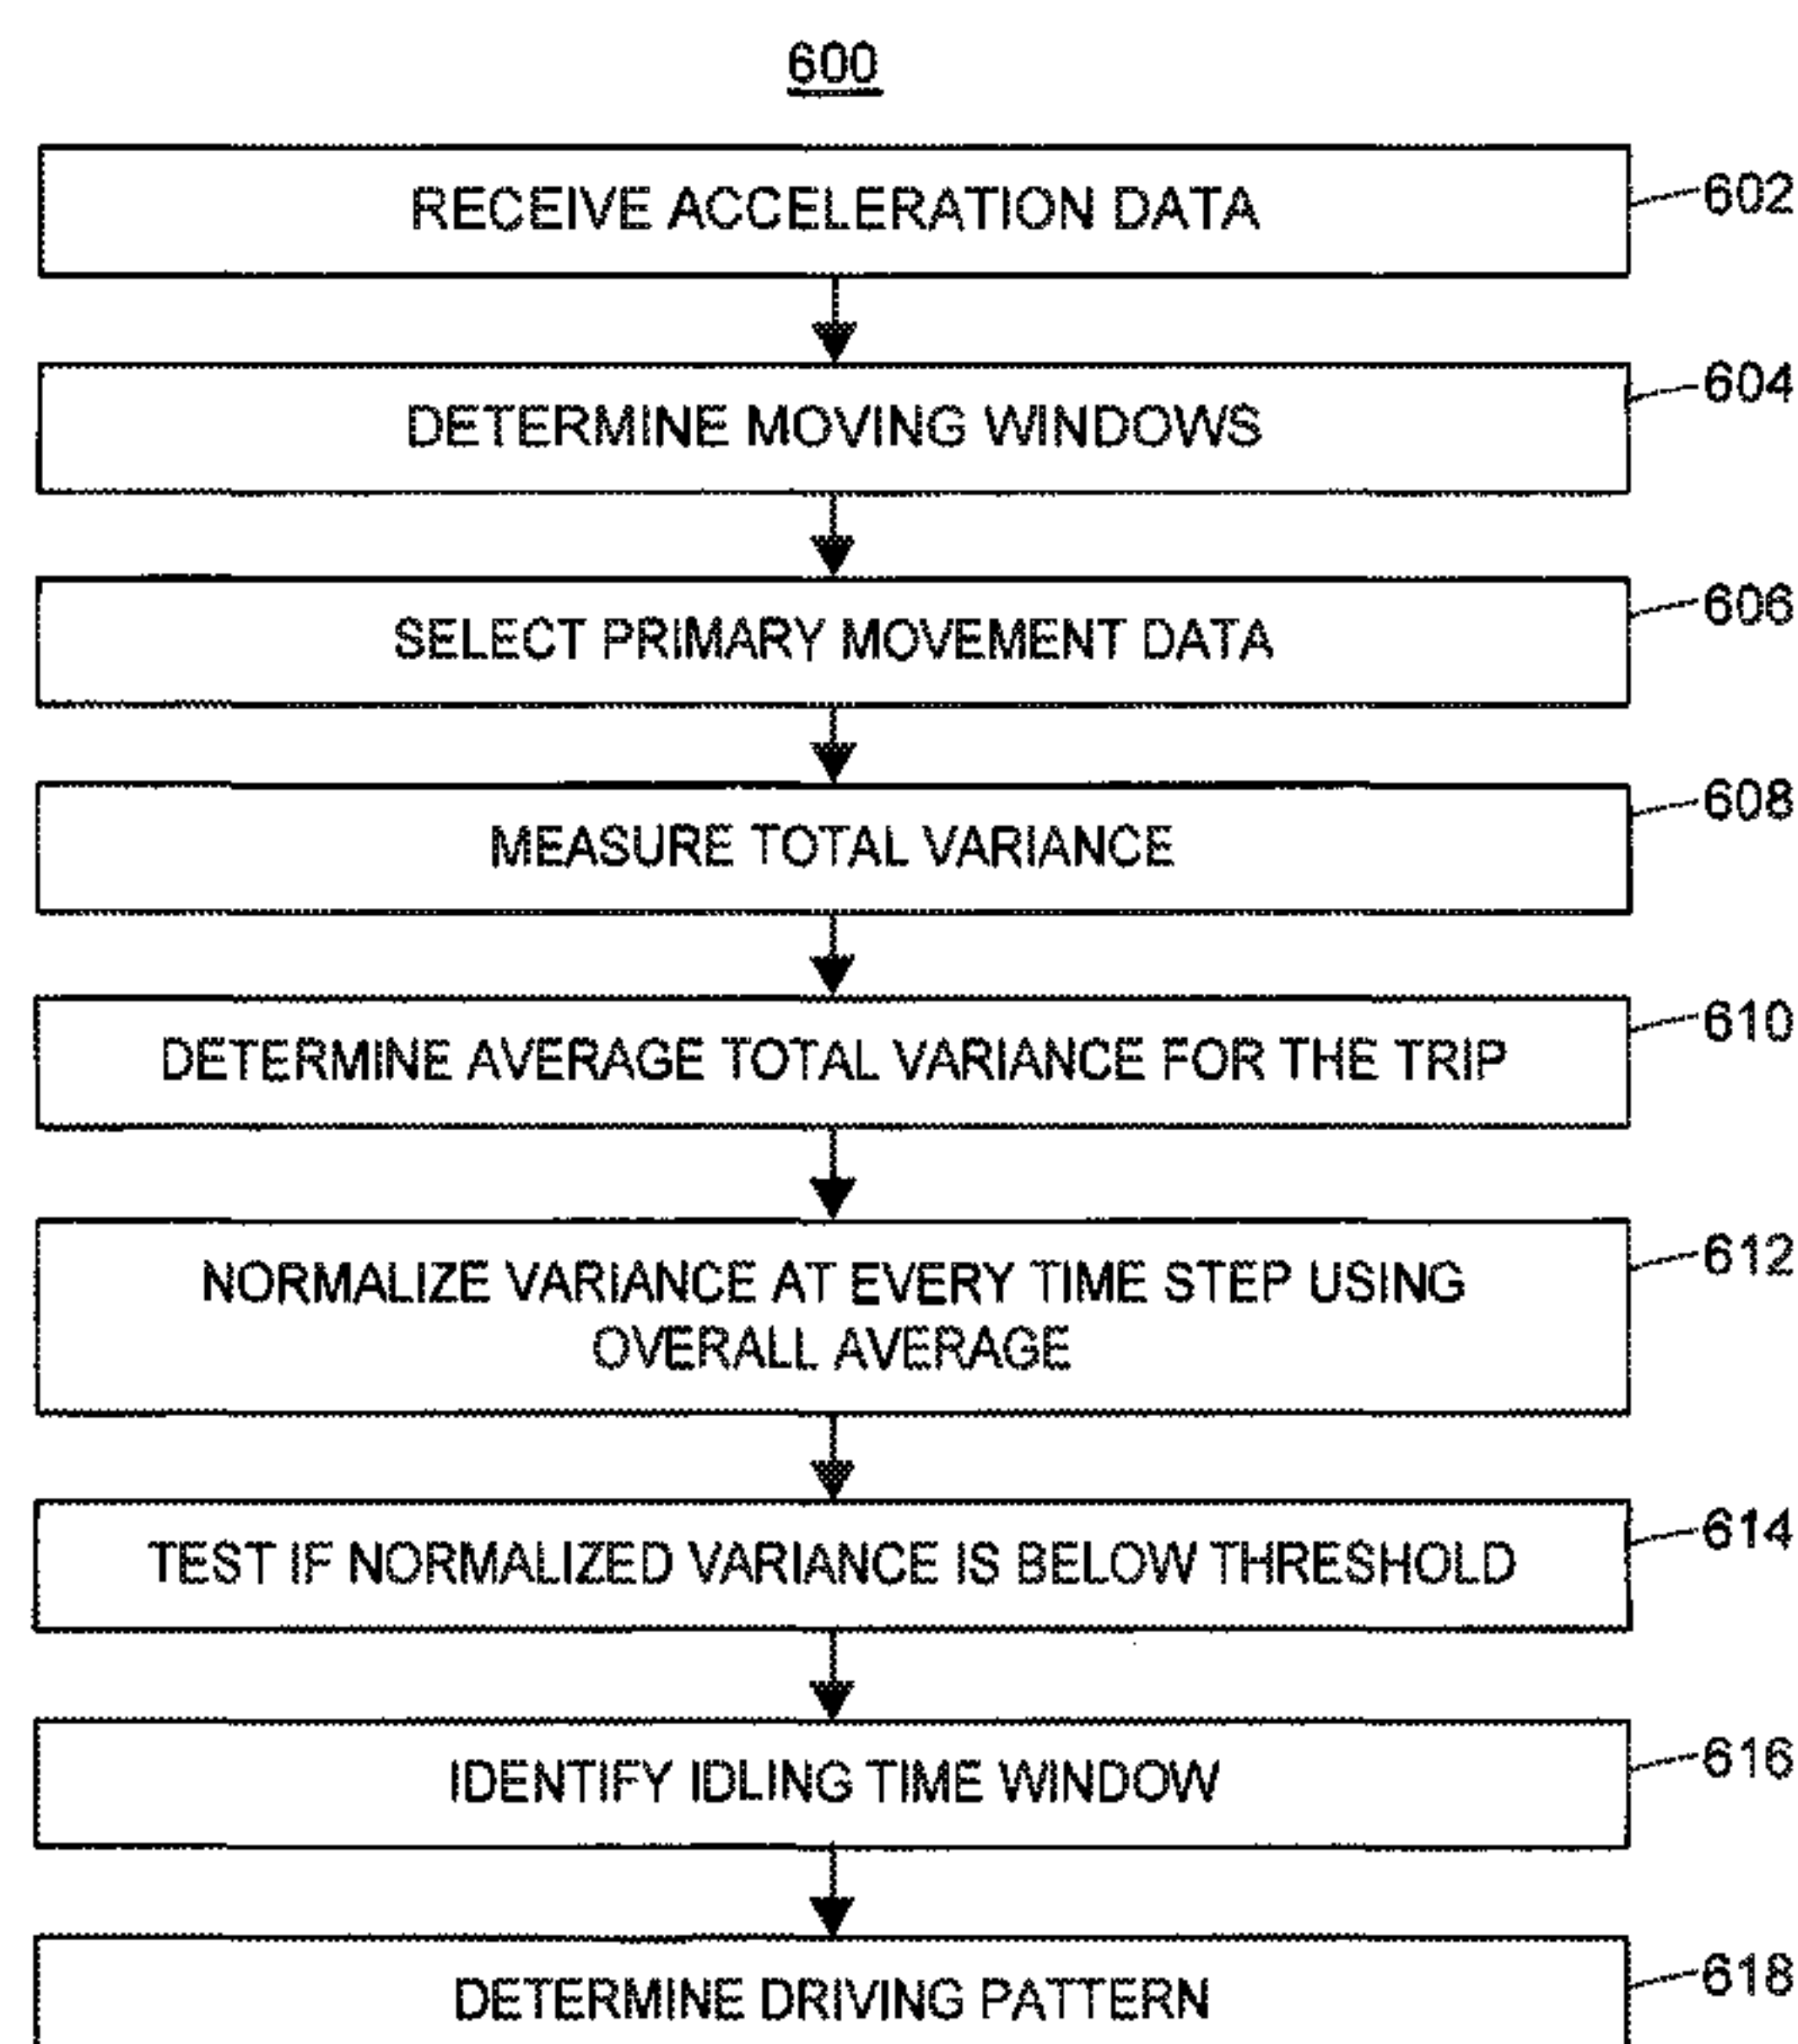 600
RECEIVE ACCELERATION DATA
602
DETERMINE MOVING WINDOWS
604
SELECT PRIMARY MOVEMENT DATA
606
MEASURE TOTAL VARIANCE
608
DETERMINE AVERAGE TOTAL VARIANCE FOR THE TRIP
610
NORMALIZE VARIANCE AT EVERY TIME STEP USING
OVERALL AVERAGE
612
TEST IF NORMALIZED VARIANCE IS BELOW THRESHOLD
614
IDENTIFY IDLING TIME WINDOW
616
DETERMINE DRIVING PATTERN
618